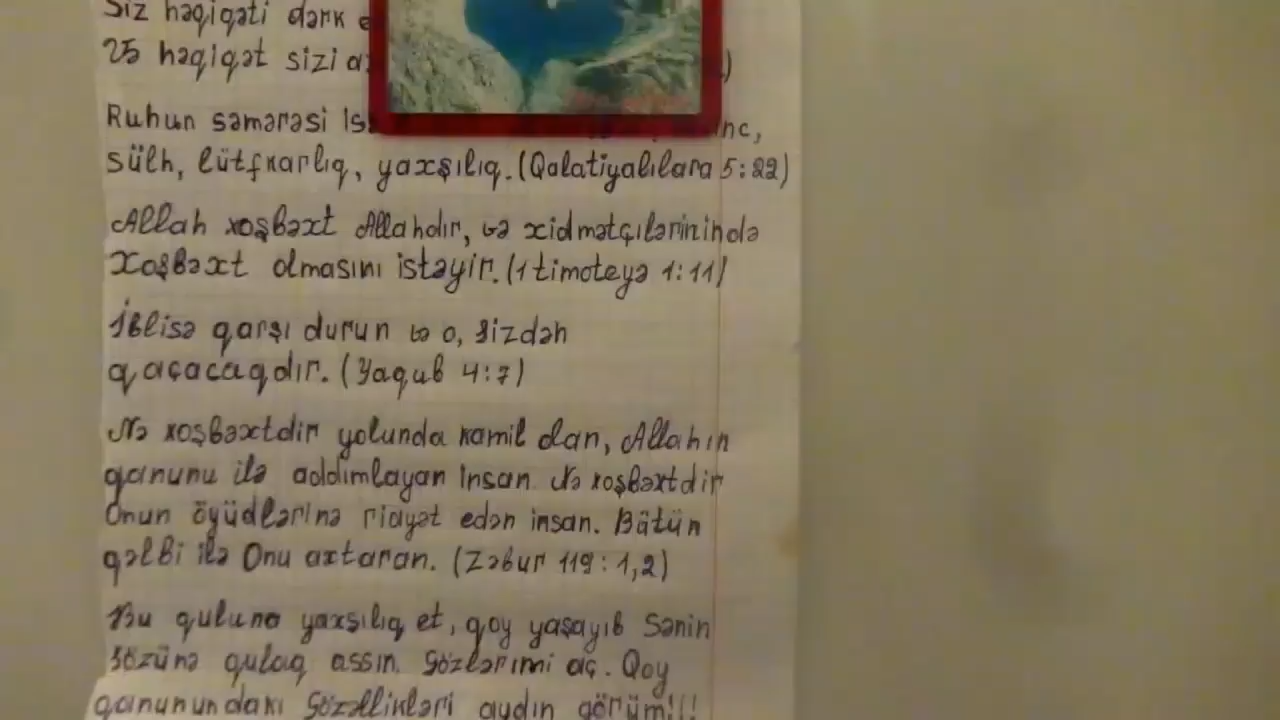 Siz həqiqəti dərk
Və həqiqət sizi az
Ruhun səmərəsi is nc,
sülh, lütfkarlıq, yaxşılıq. (Qalatiyalılara 5:22)
Allah xoşbəxt Allahdır, və xidmətçilərinində
Xoşbəxt olmasını istəyir. (1 timoteyə 1:11)
İblisə qarşı durun və o, sizdən
qaçacaqdır. (Yaqub 4:7)
Nə xoşbəxtdir yolunda kamil olan, Allahın
qanunu ilə addımlayan insan. Nə xoşbəxtdir
Onun öyüdlərinə riayət edən insan. Bütün
qəlbi ilə Onu axtaran. (Zəbur 119:1,2)
Bu quluna yaxşılıq et, qoy yaşayıb Sənin
Sözünə qulaq assın. Gözlərimi aç. Qoy
qanunundakı gözəllikləri aydın görüm!!!